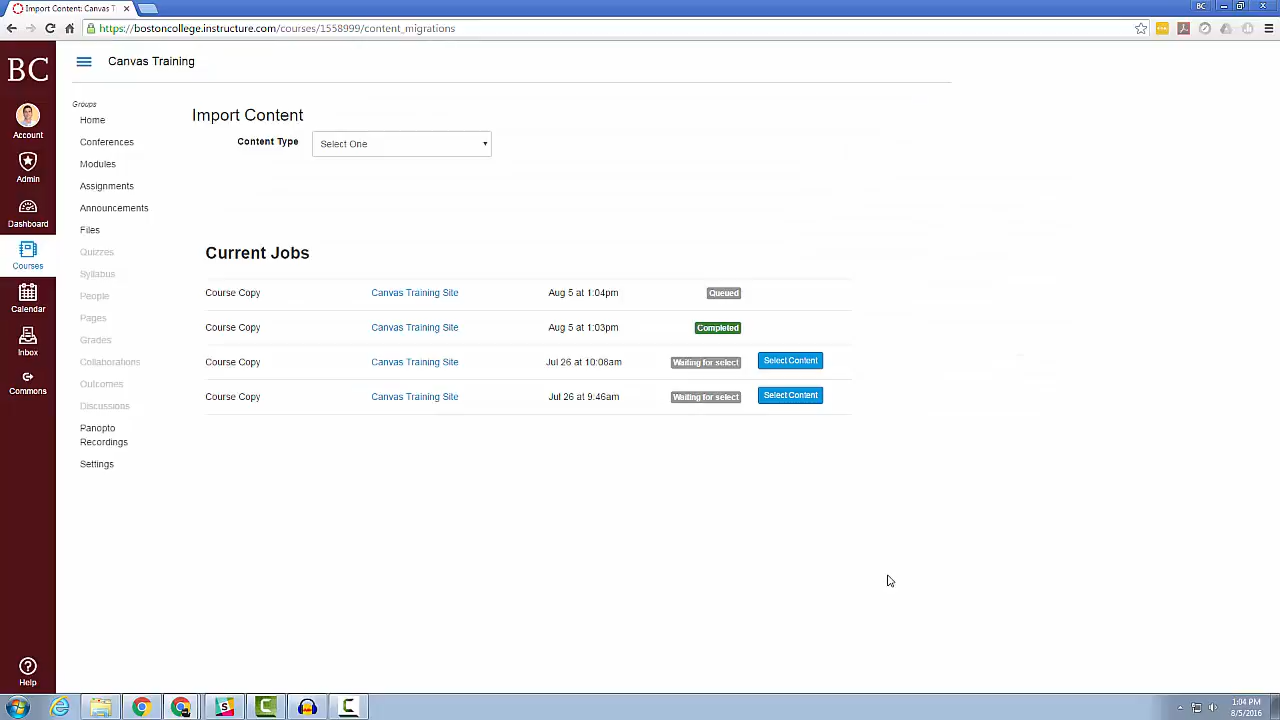 Import Content: Canvas T
BC
https://bostoncollege.instructure.com/courses/1558999/content_migrations
BC
Account
Admin
Dashboard
Courses
Calendar
Inbox
Commons
Help
Canvas Training
Groups
Home
Conferences
Modules
Assignments
Announcements
Files
Quizzes
Syllabus
People
Pages
Grades
Collaborations
Outcomes
Discussions
Panopto
Recordings
Settings
Import Content
Content Type Select One
Current Jobs
Course Copy Canvas Training Site Aug 5 at 1:04pm Queued
Course Copy Canvas Training Site Aug 5 at 1:03pm Completed
Course Copy Canvas Training Site Jul 26 at 10:08am Waiting for select Select Content
Course Copy Canvas Training Site Jul 26 at 9:46am Waiting for select Select Content
1:04 PM
8/5/2016